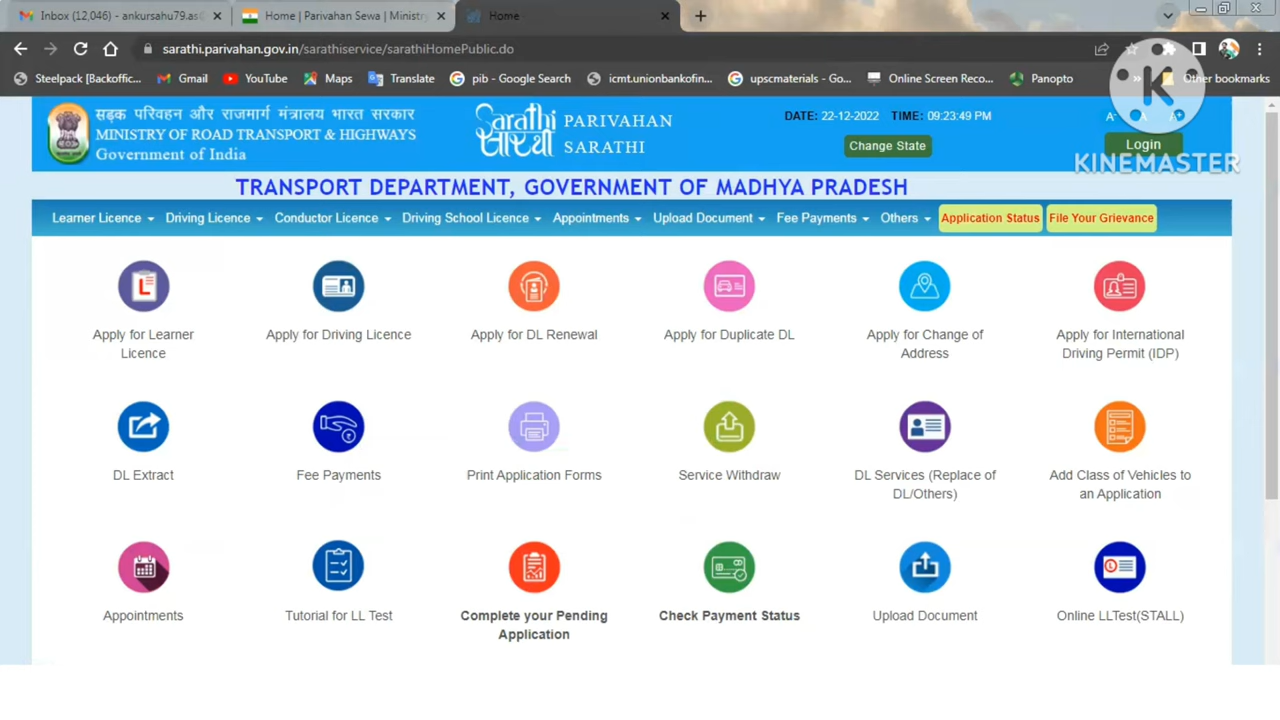 Inbox (12,046) - ankursahu79.as
Home | Parivahan Sewa | Ministry
Home
sarathi.parivahan.gov.in/sarathiservice/sarathiHomePublic.do
Steelpack [Backoffic... Gmail YouTube Maps Translate pib - Google Search icmt.unionbankofin... upscmaterials - Go... Online Screen Reco... Panopto » Other bookmarks
सड़क परिवहन और राजमार्ग मंत्रालय भारत सरकार
MINISTRY OF ROAD TRANSPORT & HIGHWAYS
Government of India
Sarathi
सारथी
PARIVAHAN
SARATHI
DATE: 22-12-2022 TIME: 09:23:49 PM
Change State
A- A A+
Login
K
KINEMASTER
TRANSPORT DEPARTMENT, GOVERNMENT OF MADHYA PRADESH
Learner Licence Driving Licence Conductor Licence Driving School Licence Appointments Upload Document Fee Payments Others Application Status File Your Grievance
L
Apply for Learner
Licence
Apply for Driving Licence
Apply for DL Renewal
Apply for Duplicate DL
Apply for Change of
Address
Apply for International
Driving Permit (IDP)
DL Extract
Fee Payments
Print Application Forms
Service Withdraw
DL Services (Replace of
DL/Others)
Add Class of Vehicles to
an Application
Appointments
Tutorial for LL Test
Complete your Pending
Application
Check Payment Status
Upload Document
Online LLTest(STALL)